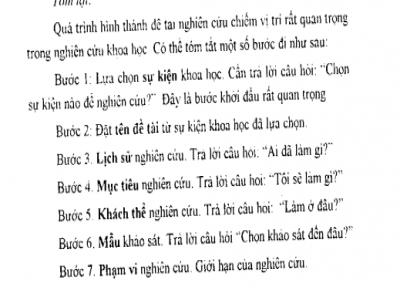 Tóm lại:
Quá trình hình thành đề tài nghiên cứu chiếm vị trí rất quan trọng
trong nghiên cứu khoa học Có thể tóm tắt một số bước đi như sau:
Bước 1: Lựa chọn sự kiện khoa học. Cần trả lời câu hỏi: “Chọn
sự kiện nào để nghiên cứu?” Đây là bước khởi đầu rất quan trọng
Bước 2: Đặt tên đề tài từ sự kiện khoa học đã lựa chọn.
Bước 3. Lịch sử nghiên cứu. Trả lời câu hỏi: “Ai đã làm gì?”
Bước 4. Mục tiêu nghiên cứu. Trả lời câu hỏi: “Tôi sẽ làm gì?”
Bước 5. Khách thể nghiên cứu. Trả lời câu hỏi: “Làm ở đâu?”
Bước 6. Mẫu khảo sát. Trả lời câu hỏi “Chọn khảo sát đến đâu?”
Bước 7. Phạm vi nghiên cứu. Giới hạn của nghiên cứu.